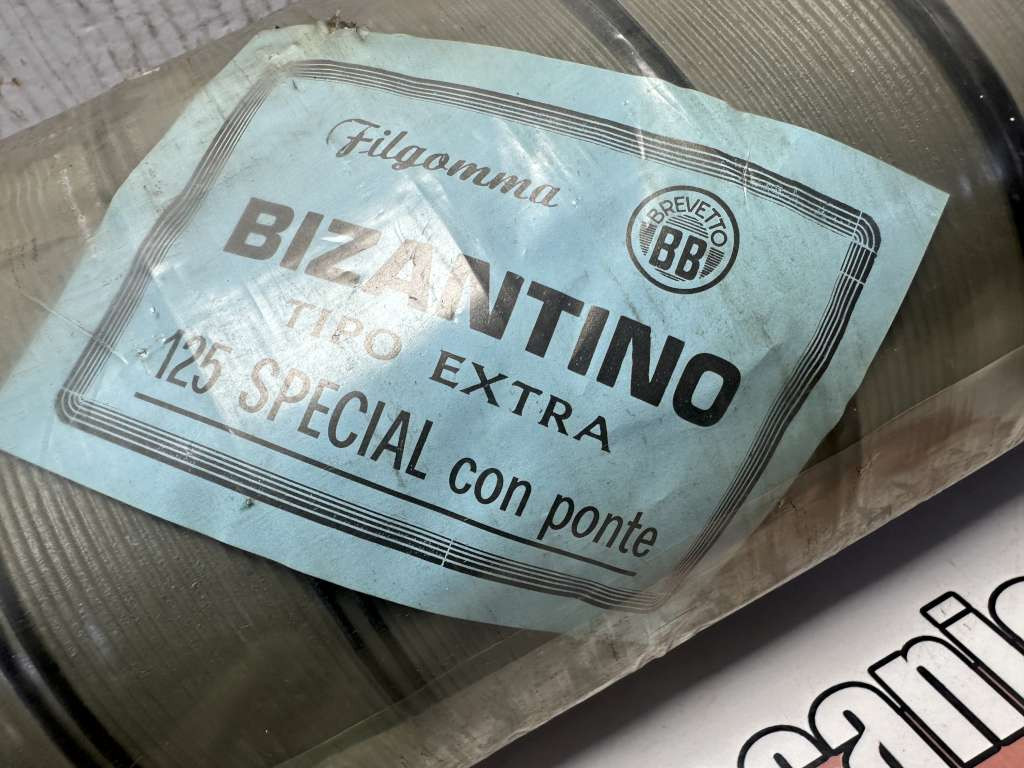 Filgomma
BREVETTO
BB
BIZANTINO
TIPO EXTRA
125 SPECIAL con ponte